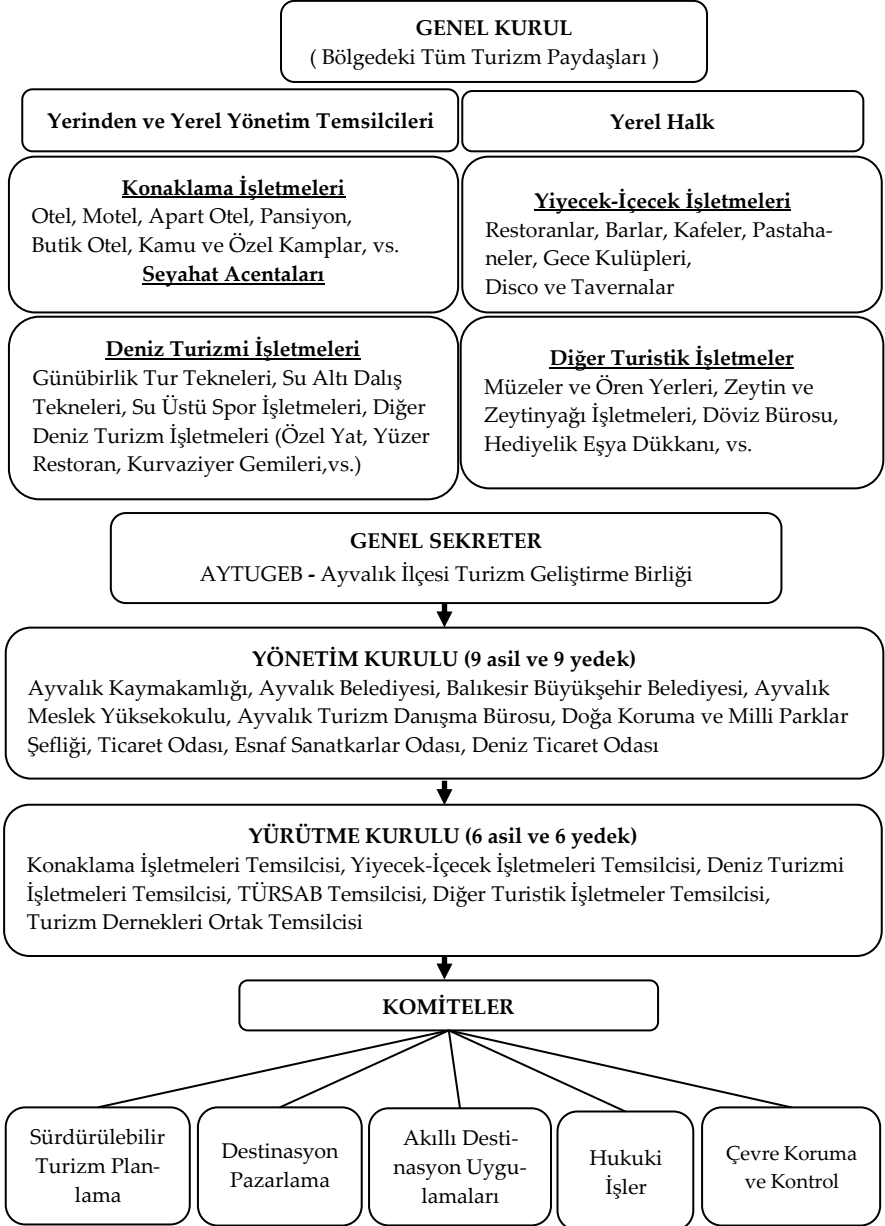 GENEL KURUL
( Bölgedeki Tüm Turizm Paydaşları )
Yerinden ve Yerel Yönetim Temsilcileri
Yerel Halk
Konaklama İşletmeleri
Otel, Motel, Apart Otel, Pansiyon,
Butik Otel, Kamu ve Özel Kamplar, vs.
Seyahat Acentaları
Yiyecek-İçecek İşletmeleri
Restoranlar, Barlar, Kafeler, Pastaha-
neler, Gece Kulüpleri,
Disco ve Tavernalar
Deniz Turizmi İşletmeleri
Günübirlik Tur Tekneleri, Su Altı Dalış
Tekneleri, Su Üstü Spor İşletmeleri, Diğer
Deniz Turizm İşletmeleri (Özel Yat, Yüzer
Restoran, Kurvaziyer Gemileri,vs.)
Diğer Turistik İşletmeler
Müzeler ve Ören Yerleri, Zeytin ve
Zeytinyağı İşletmeleri, Döviz Bürosu,
Hediyelik Eşya Dükkanı, vs.
GENEL SEKRETER
AYTUGEB - Ayvalık İlçesi Turizm Geliştirme Birliği
YÖNETİM KURULU (9 asil ve 9 yedek)
Ayvalık Kaymakamlığı, Ayvalık Belediyesi, Balıkesir Büyükşehir Belediyesi, Ayvalık
Meslek Yüksekokulu, Ayvalık Turizm Danışma Bürosu, Doğa Koruma ve Milli Parklar
Şefliği, Ticaret Odası, Esnaf Sanatkarlar Odası, Deniz Ticaret Odası
YÜRÜTME KURULU (6 asil ve 6 yedek)
Konaklama İşletmeleri Temsilcisi, Yiyecek-İçecek İşletmeleri Temsilcisi, Deniz Turizmi
İşletmeleri Temsilcisi, TÜRSAB Temsilcisi, Diğer Turistik İşletmeler Temsilcisi,
Turizm Dernekleri Ortak Temsilcisi
KOMİTELER
Sürdürülebilir
Turizm Plan-
lama
Destinasyon
Pazarlama
Akıllı Desti-
nasyon Uygu-
lamaları
Hukuki
İşler
Çevre Koruma
ve Kontrol